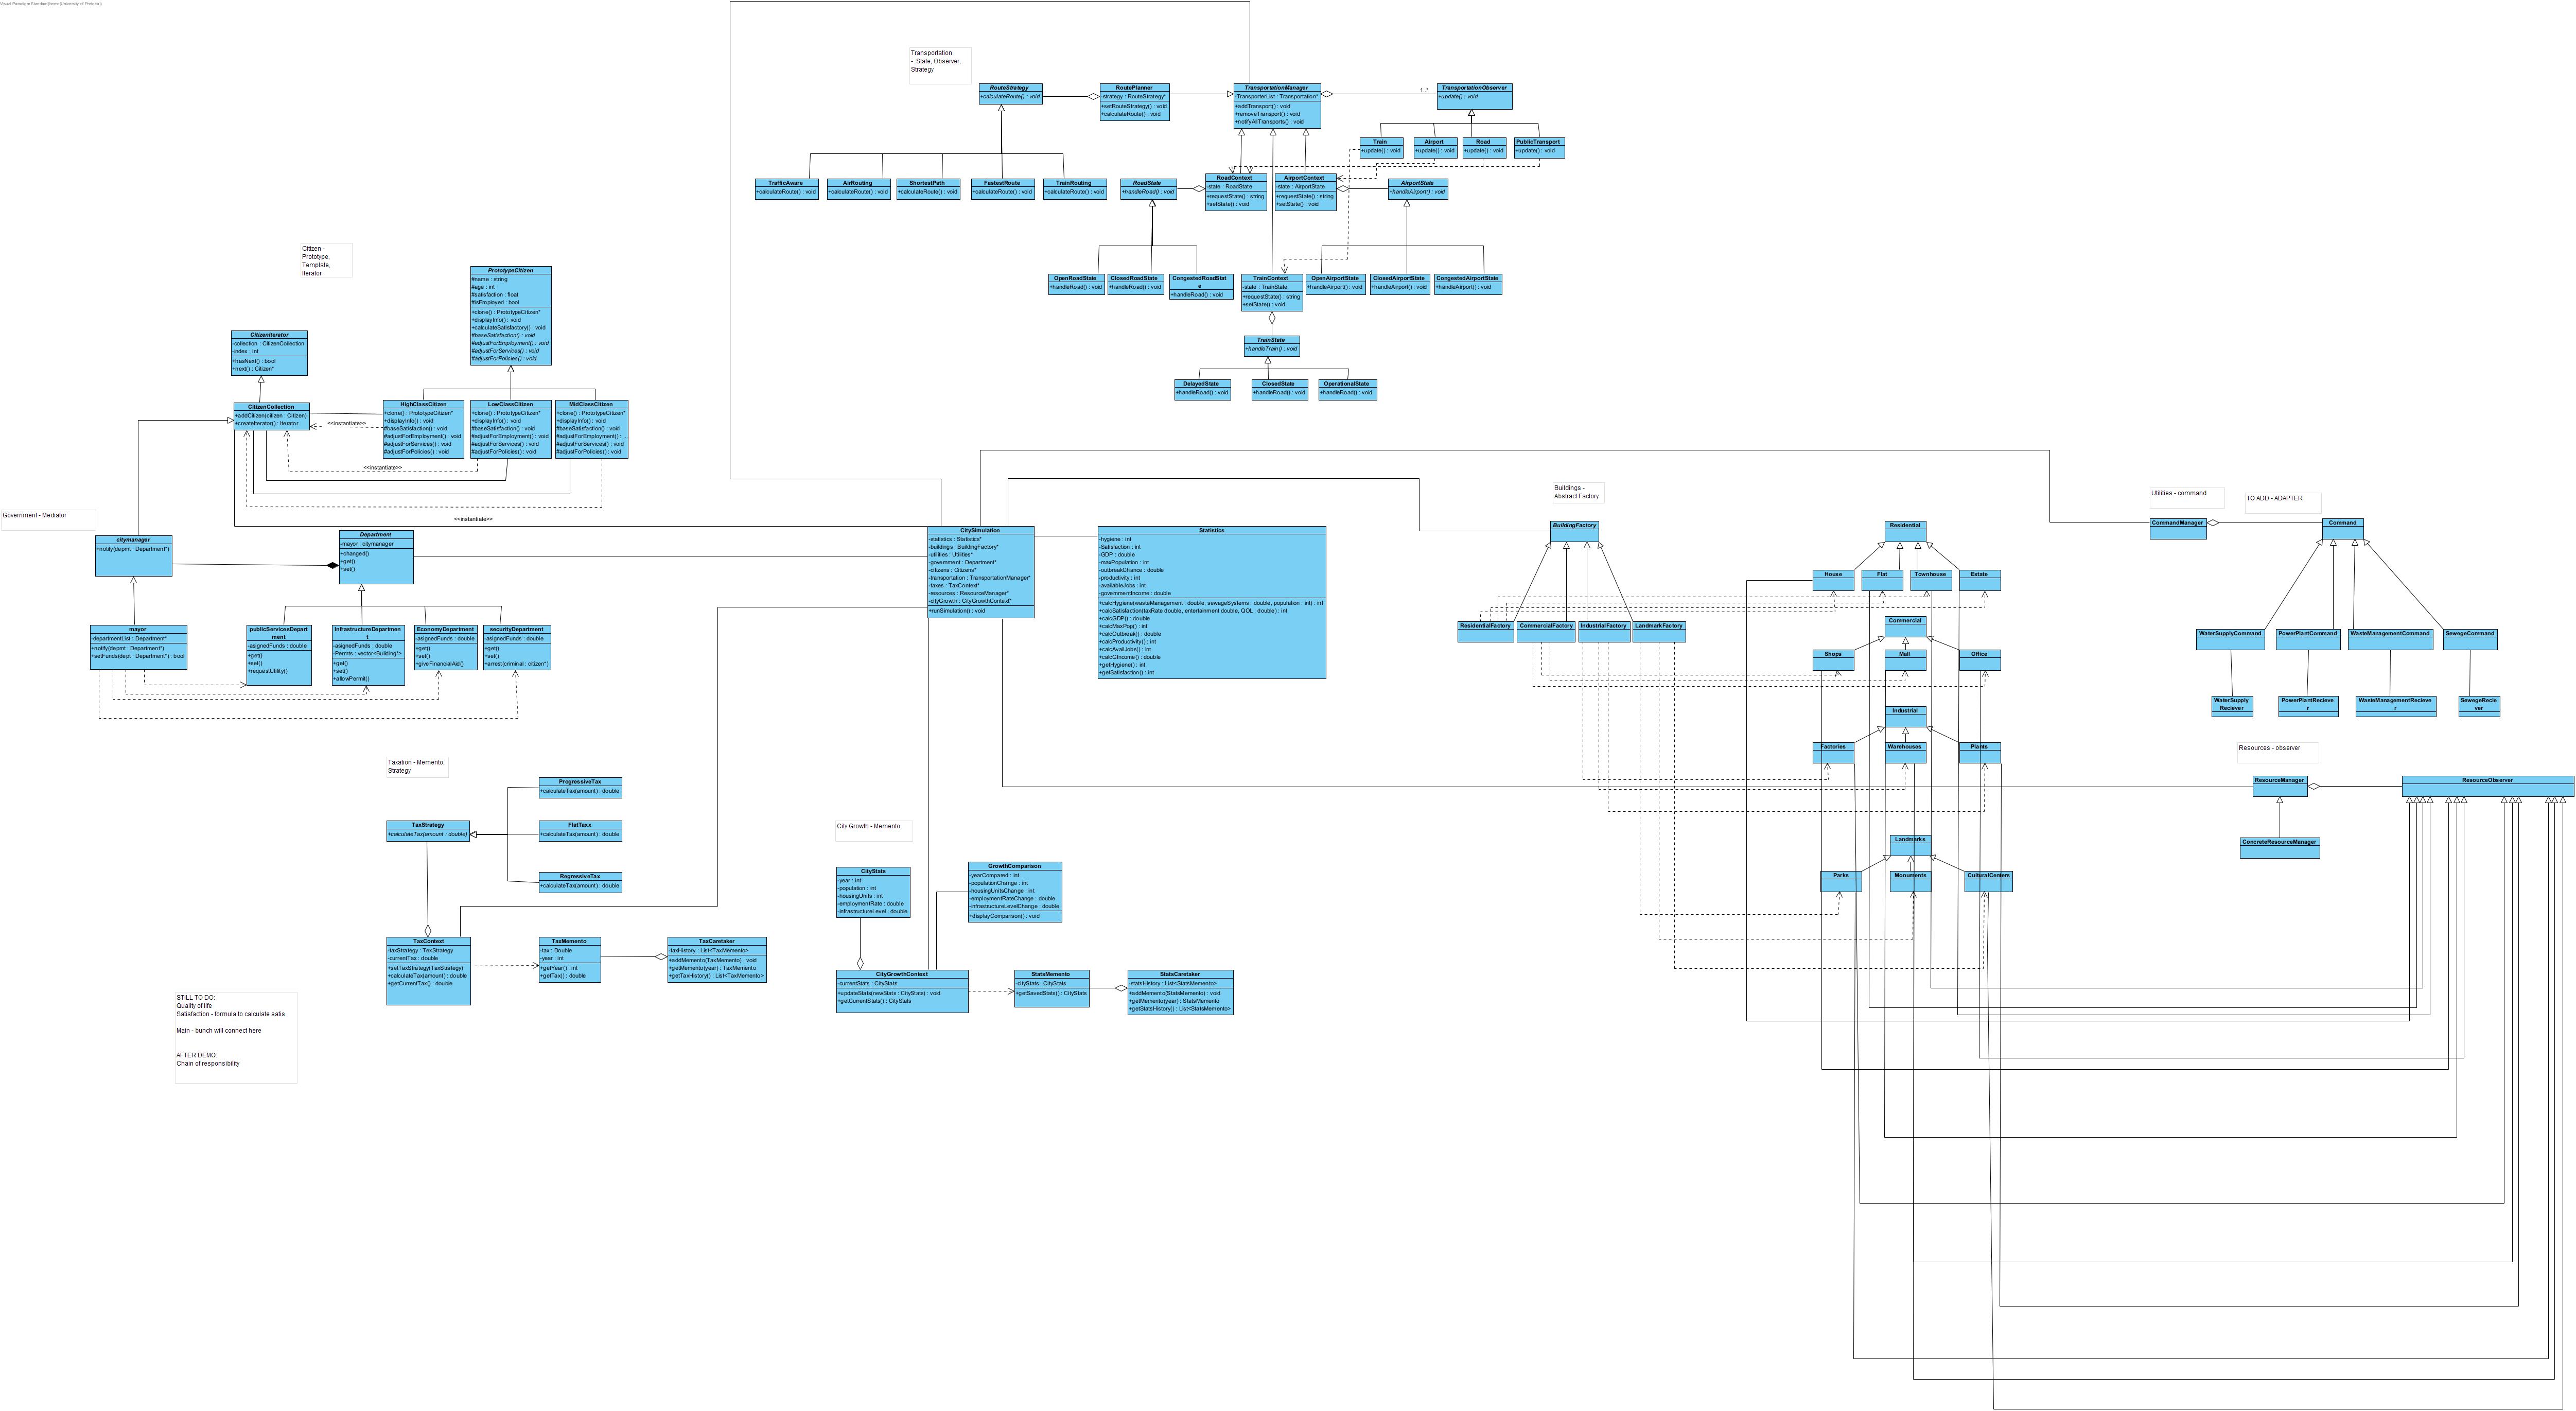 Visual Paradigm Standard(
(University of Pretoria))
Transportation
- State, Observer,
Strategy
RouteStrategy
+calculateRoute() : void
RoutePlanner
-strategy : RouteStrategy*
+setRouteStrategy() : void
+calculateRoute() : void
TransportationManager
-TransporterList : Transportation*
+addTransport() : void
+removeTransport() : void
+notifyAllTransports() : void
1..*
TransportationObserver
+update() : void
Train
+update() : void
Airport
+update() : void
Road
+update() : void
PublicTransport
+update() : void
TrafficAware
+calculateRoute() : void
AirRouting
+calculateRoute() : void
ShortestPath
+calculateRoute() : void
FastestRoute
+calculateRoute() : void
TrainRouting
+calculateRoute() : void
RoadState
+handleRoad() : void
RoadContext
-state : RoadState
+requestState() : string
+setState() : void
AirportContext
-state : AirportState
+requestState() : string
+setState() : void
AirportState
+handleAirport() : void
OpenRoadState
+handleRoad() : void
ClosedRoadState
+handleRoad() : void
CongestedRoadStat
e
+handleRoad() : void
TrainContext
-state : TrainState
+requestState() : string
+setState() : void
OpenAirportState
+handleAirport() : void
ClosedAirportState
+handleAirport() : void
CongestedAirportState
+handleAirport() : void
TrainState
+handleTrain() : void
DelayedState
+handleRoad() : void
ClosedState
+handleRoad() : void
OperationalState
+handleRoad() : void
Citizen -
Prototype,
Template,
Iterator
PrototypeCitizen
#name : string
#age : int
#satisfaction : float
#isEmployed : bool
+clone() : PrototypeCitizen*
+displayInfo() : void
+calculateSatisfactory() : void
#baseSatisfaction() : void
#adjustForEmployment() : void
#adjustForServices() : void
#adjustForPolicies() : void
CitizenIterator
-collection : CitizenCollection
-index : int
+hasNext() : bool
+next() : Citizen*
CitizenCollection
+addCitizen(citizen : Citizen)
+createIterator() : Iterator
<<instantiate>>
HighClassCitizen
+clone() : PrototypeCitizen*
+displayInfo() : void
#baseSatisfaction() : void
#adjustForEmployment() : void
#adjustForServices() : void
#adjustForPolicies() : void
LowClassCitizen
+clone() : PrototypeCitizen*
+displayInfo() : void
#baseSatisfaction() : void
#adjustForEmployment() : void
#adjustForServices() : void
#adjustForPolicies() : void
MidClassCitizen
+clone() : PrototypeCitizen*
+displayInfo() : void
#baseSatisfaction() : void
#adjustForEmployment() : ...
#adjustForServices() : void
#adjustForPolicies() : void
<<instantiate>>
<<instantiate>>
Government - Mediator
citymanager
+notify(depmt : Department*)
Department
-mayor : citymanager
+changed()
+get()
+set()
mayor
-departmentList : Department*
+notify(depmt : Department*)
+setFunds(dept : Department*) : bool
publicServicesDepart
ment
-assignedFunds : double
+get()
+set()
+requestUtility()
InfrastructureDepartmen
t
-assignedFunds : double
-Permts : vector<Building*>
+get()
+set()
+allowPermit()
EconomyDepartment
-assignedFunds : double
+get()
+set()
+giveFinancialAid()
securityDepartment
-assignedFunds : double
+get()
+set()
+arrest(criminal : citizen*)
CitySimulation
-statistics : Statistics*
-buildings : BuildingFactory*
-utilities : Utilities*
-government : Department*
-citizens : Citizens*
-transportation : TransportationManager*
-taxes : TaxContext*
-resources : ResourceManager*
-cityGrowth : CityGrowthContext*
+runSimulation() : void
Statistics
-hygiene : int
-Satisfaction : int
-GDP : double
-maxPopulation : int
-outbreakChance : double
-productivity : int
-availableJobs : int
-governmentIncome : double
+calcHygiene(wasteManagement : double, sewageSystems : double, population : int) : int
+calcSatisfaction(taxRate double, entertainment double, QOL : double) : int
+calcGDP() : double
+calcMaxPop() : int
+calcOutbreak() : double
+calcProductivity() : int
+calcAvailJobs() : int
+calcGIncome() : double
+getHygiene() : int
+getSatisfaction() : int
Buildings -
Abstract Factory
BuildingFactory
ResidentialFactory
CommercialFactory
IndustrialFactory
LandmarkFactory
Residential
House
Flat
Townhouse
Estate
Commercial
Shops
Mall
Office
Industrial
Factories
Warehouses
Plants
Landmarks
Parks
Monuments
CulturalCenters
Utilities - command
TO ADD - ADAPTER
CommandManager
Command
WaterSupplyCommand
PowerPlantCommand
WasteManagementCommand
SewegeCommand
WaterSupply
Reciever
PowerPlantRecieve
r
WasteManagementRecieve
r
SewegeRecie
ver
Resources - observer
ResourceManager
ResourceObserver
ConcreteResourceManager
Taxation - Memento,
Strategy
ProgressiveTax
+calculateTax(amount) : double
TaxStrategy
+calculateTax(amount : double)
FlatTaxx
+calculateTax(amount) : double
RegressiveTax
+calculateTax(amount) : double
TaxContext
-taxStrategy : TexStrategy
-currentTax : double
+setTaxStrategy(TaxStrategy)
+calculateTax(amount) : double
+getCurrentTax() : double
TaxMemento
-tax : Double
-year : int
+getYear() : int
+getTax() : double
TaxCaretaker
-taxHistory : List<TaxMemento>
+addMemento(TaxMemento) : void
+getMemento(year) : TaxMemento
+getTaxHistory() : List<TaxMemento>
City Growth - Memento
CityStats
-year : int
-population : int
-housingUnits : int
-employmentRate : double
-infrastructureLevel : double
GrowthComparison
-yearCompared : int
-populationChange : int
-housingUnitsChange : int
-employmentRateChange : double
-infrastructureLevelChange : double
+displayComparison() : void
CityGrowthContext
-currentStats : CityStats
+updateStats(newStats : CityStats) : void
+getCurrentStats() : CityStats
StatsMemento
-cityStats : CityStats
+getSavedStats() : CityStats
StatsCaretaker
-statsHistory : List<StatsMemento>
+addMemento(StatsMemento) : void
+getMemento(year) : StatsMemento
+getStatsHistory() : List<StatsMemento>
STILL TO DO:
Quality of life
Satisfaction - formula to calculate satis
Main - bunch will connect here
AFTER DEMO:
Chain of responsibility